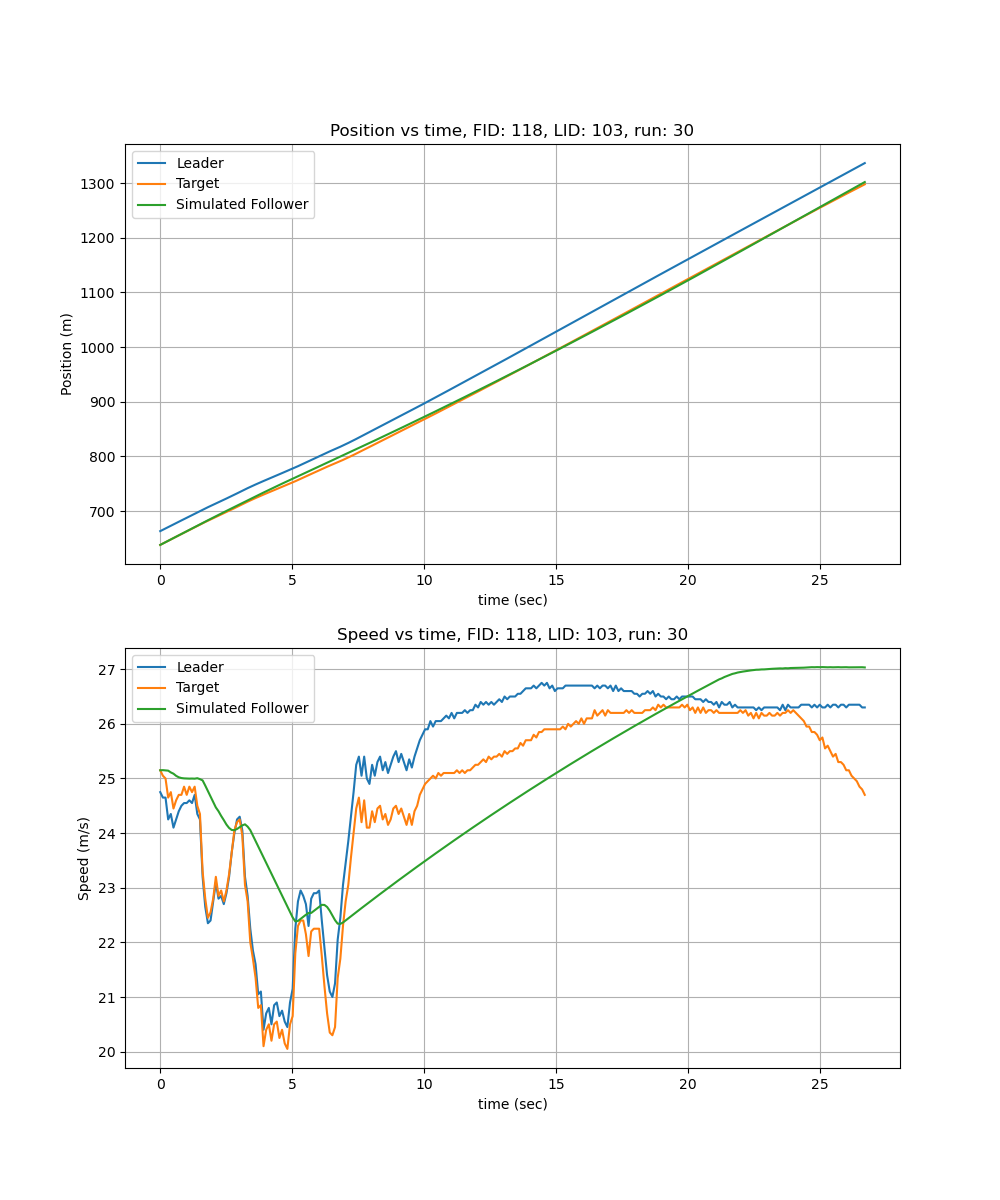 Position vs time, FID: 118, LID: 103, run: 30
Leader
Target
Simulated Follower
1300
1200
1100
1000
900
800
700
Position (m)
0 5 10 15 20 25
time (sec)
Speed vs time, FID: 118, LID: 103, run: 30
Leader
Target
Simulated Follower
27
26
25
24
23
22
21
20
Speed (m/s)
0 5 10 15 20 25
time (sec)